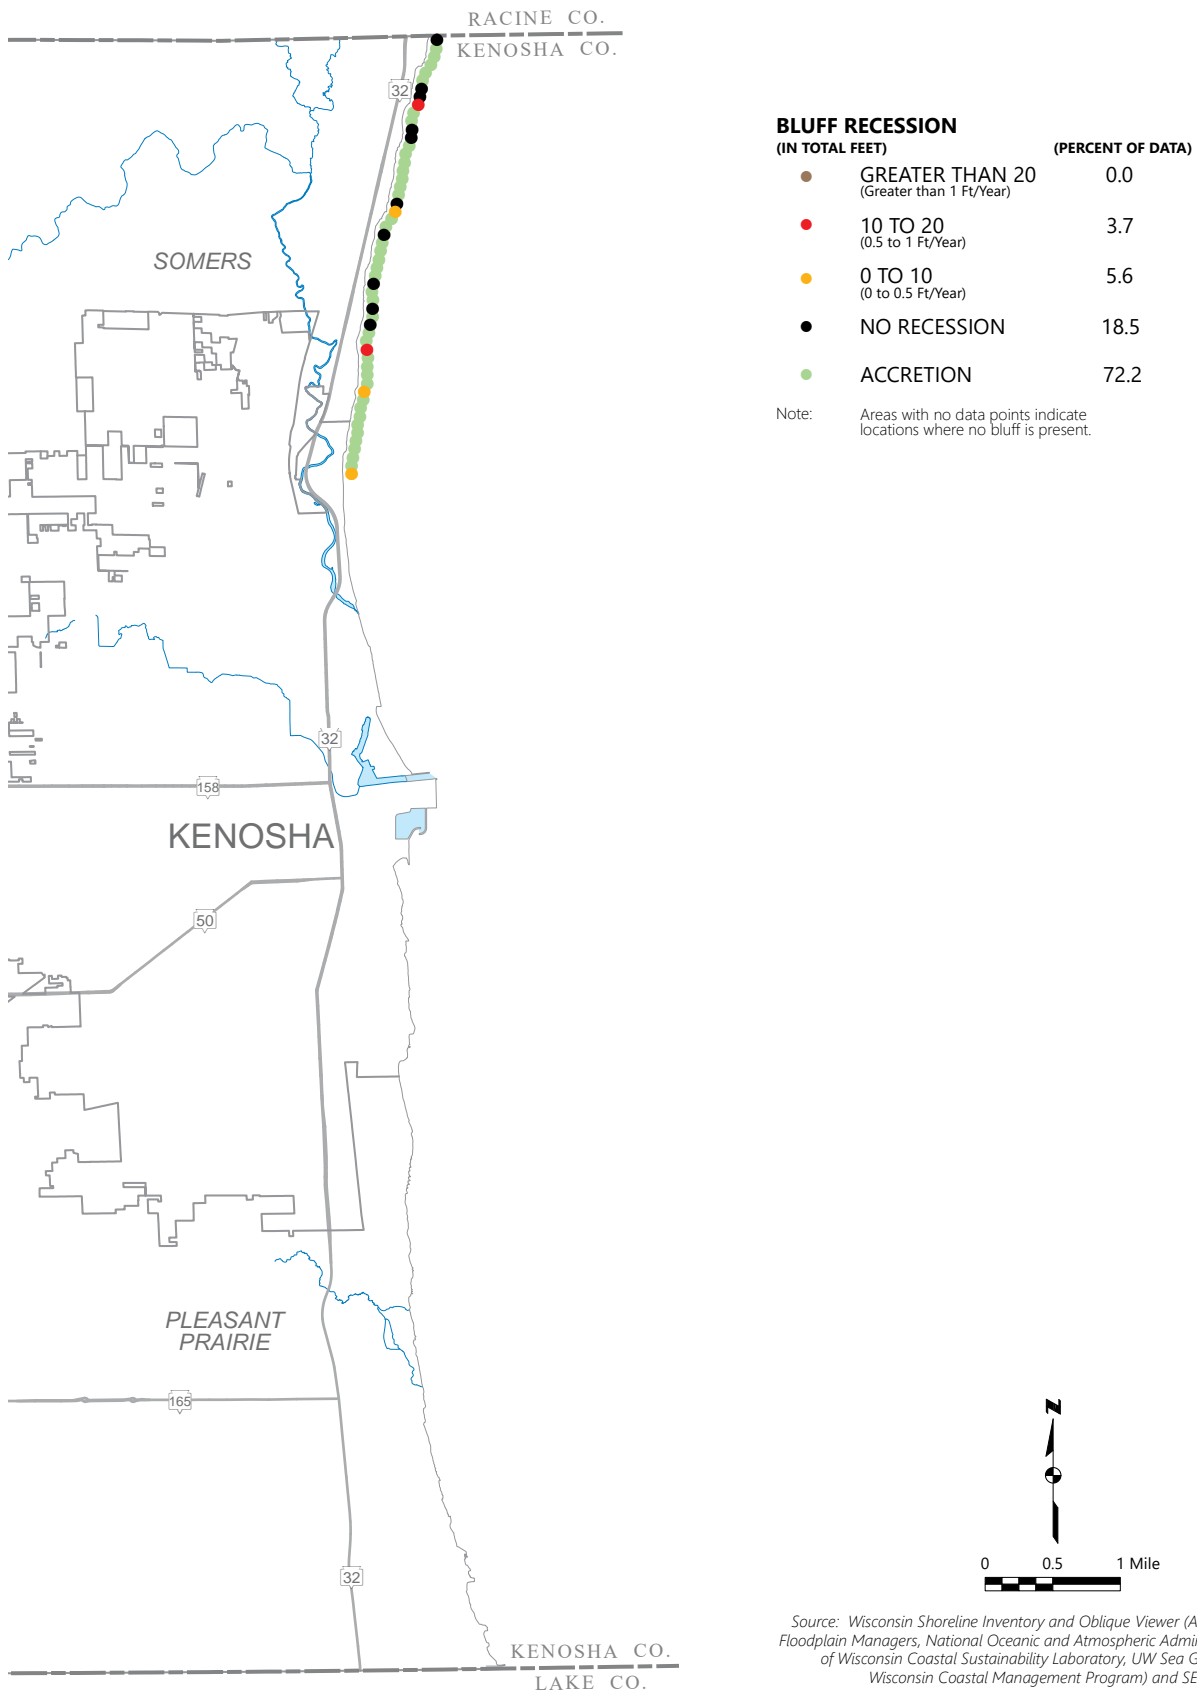 RACINE CO.
KENOSHA CO.
32
BLUFF RECESSION
(IN TOTAL FEET) (PERCENT OF DATA)
GREATER THAN 20 0.0
(Greater than 1 Ft/Year)
10 TO 20 3.7
(0.5 to 1 Ft/Year)
0 TO 10 5.6
(0 to 0.5 Ft/Year)
NO RECESSION 18.5
ACCRETION 72.2
Note: Areas with no data points indicate
locations where no bluff is present.
SOMERS
32
158
KENOSHA
50
PLEASANT
PRAIRIE
165
32
N
0 0.5 1 Mile
Source: Wisconsin Shoreline Inventory and Oblique Viewer (A
Floodplain Managers, National Oceanic and Atmospheric Admi
of Wisconsin Coastal Sustainability Laboratory, UW Sea G
Wisconsin Coastal Management Program) and SE
KENOSHA CO.
LAKE CO.